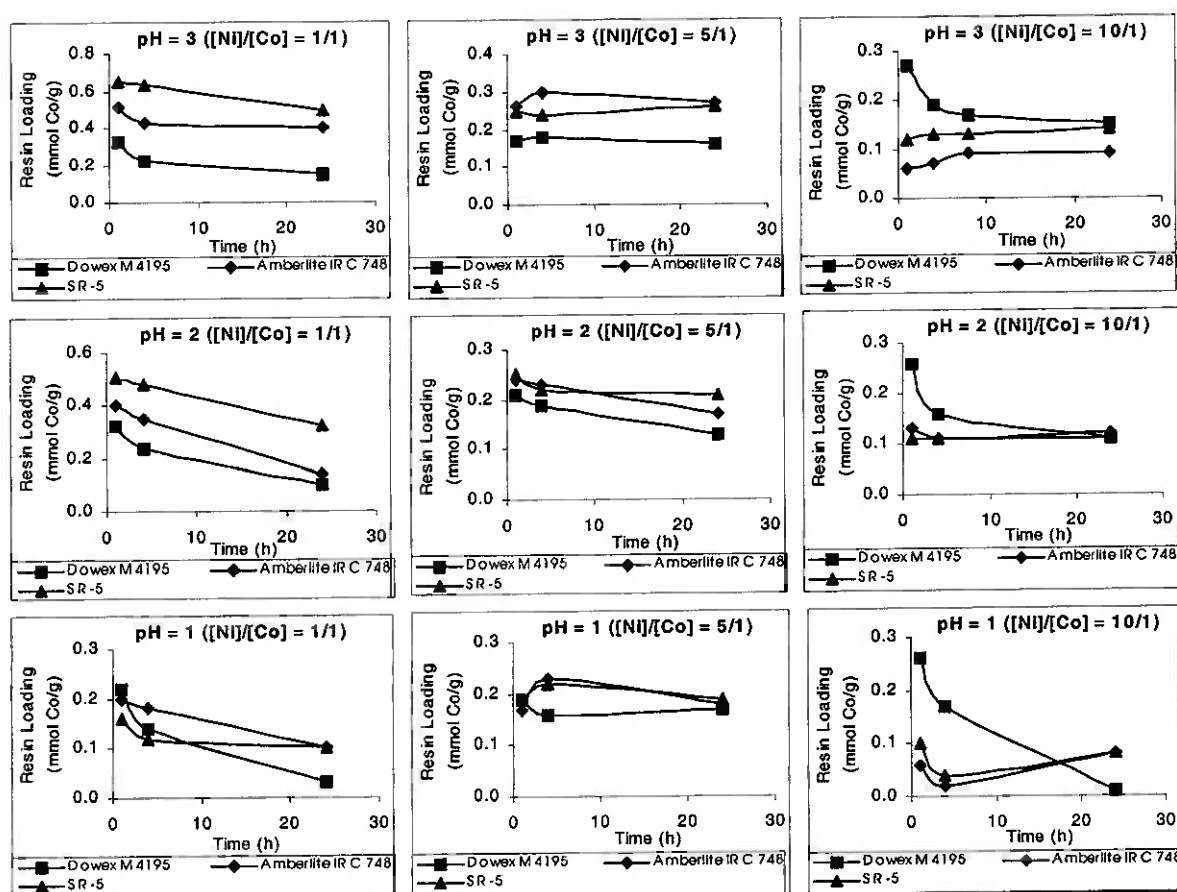 pH = 3 ([Ni]/[Co] = 1/1)
Resin Loading
(mmol Co/g)
0.8
0.6
0.4
0.2
0.0
0
10
20
30
Time (h)
Dowex M 4195
Amberlite IR C 748
SR-5
pH = 3 ([Ni]/[Co] = 5/1)
Resin Loading
(mmol Co/g)
0.4
0.3
0.2
0.1
0.0
0
10
20
30
Time (h)
Dowex M 4195
Amberlite IR C 748
SR-5
pH = 3 ([Ni]/[Co] = 10/1)
Resin Loading
(mmol Co/g)
0.3
0.2
0.1
0.0
0
10
20
30
Time (h)
Dowex M 4195
Amberlite IR C 748
SR-5
pH = 2 ([Ni]/[Co] = 1/1)
Resin Loading
(mmol Co/g)
0.6
0.4
0.2
0.0
0
10
20
30
Time (h)
Dowex M 4195
Amberlite IR C 748
SR-5
pH = 2 ([Ni]/[Co] = 5/1)
Resin Loading
(mmol Co/g)
0.3
0.2
0.1
0.0
0
10
20
30
Time (h)
Dowex M 4195
Amberlite IR C 748
SR-5
pH = 2 ([Ni]/[Co] = 10/1)
Resin Loading
(mmol Co/g)
0.3
0.2
0.1
0.0
0
10
20
30
Time (h)
Dowex M 4195
Amberlite IR C 748
SR-5
pH = 1 ([Ni]/[Co] = 1/1)
Resin Loading
(mmol Co/g)
0.3
0.2
0.1
0.0
0
10
20
30
Time (h)
Dowex M 4195
Amberlite IR C 748
SR-5
pH = 1 ([Ni]/[Co] = 5/1)
Resin Loading
(mmol Co/g)
0.3
0.2
0.1
0.0
0
10
20
30
Time (h)
Dowex M 4195
Amberlite IR C 748
SR-5
pH = 1 ([Ni]/[Co] = 10/1)
Resin Loading
(mmol Co/g)
0.3
0.2
0.1
0.0
0
10
20
30
Time (h)
Dowex M 4195
Amberlite IR C 748
SR-5